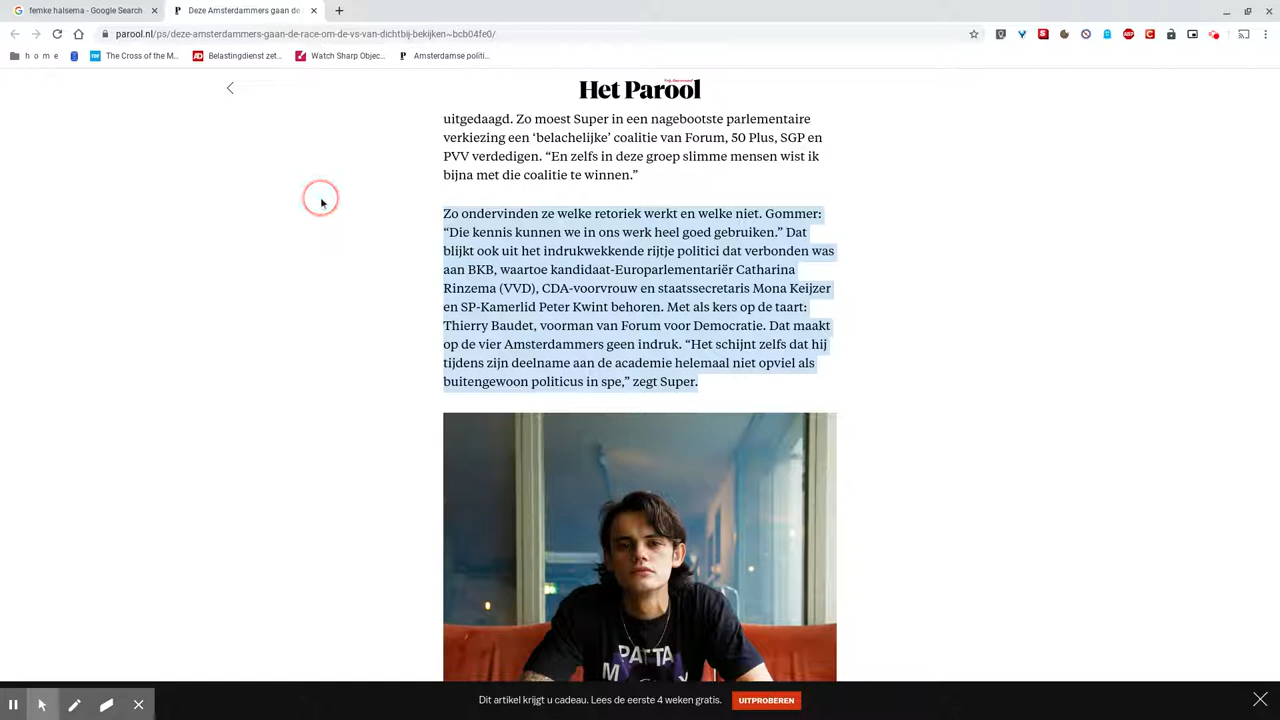 femke halsema - Google Search
Deze Amsterdammers gaan de
parool.nl/ps/deze-amsterdammers-gaan-de-race-om-de-vs-van-dichtbij-bekijken~bcb04fe0/
h o m e
The Cross of the M...
Belastingdienst zet...
Watch Sharp Objec...
Amsterdamse politi...
Het Parool
uitgedaagd. Zo moest Super in een nagebootste parlementaire
verkiezing een ‘belachelijke’ coalitie van Forum, 50 Plus, SGP en
PVV verdedigen. “En zelfs in deze groep slimme mensen wist ik
bijna met die coalitie te winnen.”
Zo ondervinden ze welke retoriek werkt en welke niet. Gommer:
“Die kennis kunnen we in ons werk heel goed gebruiken.” Dat
blijkt ook uit het indrukwekkende rijtje politici dat verbonden was
aan BKB, waartoe kandidaat-Europarlementariër Catharina
Rinzema (VVD), CDA-voorvrouw en staatssecretaris Mona Keijzer
en SP-Kamerlid Peter Kwint behoren. Met als kers op de taart:
Thierry Baudet, voorman van Forum voor Democratie. Dat maakt
op de vier Amsterdammers geen indruk. “Het schijnt zelfs dat hij
tijdens zijn deelname aan de academie helemaal niet opviel als
buitengewoon politicus in spe,” zegt Super.
PATTA
Dit artikel krijgt u cadeau. Lees de eerste 4 weken gratis.
UITPROBEREN